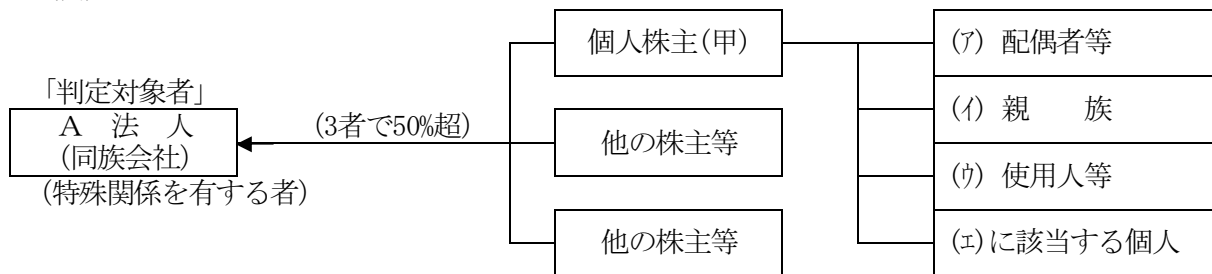 個人株主(甲)
(ｱ) 配偶者等
「判定対象者」
A 法 人
(同族会社)
(特殊関係を有する者)
(3者で50%超)
他の株主等
(ｲ) 親 族
(ｳ) 使用人等
他の株主等
(ｴ)に該当する個人